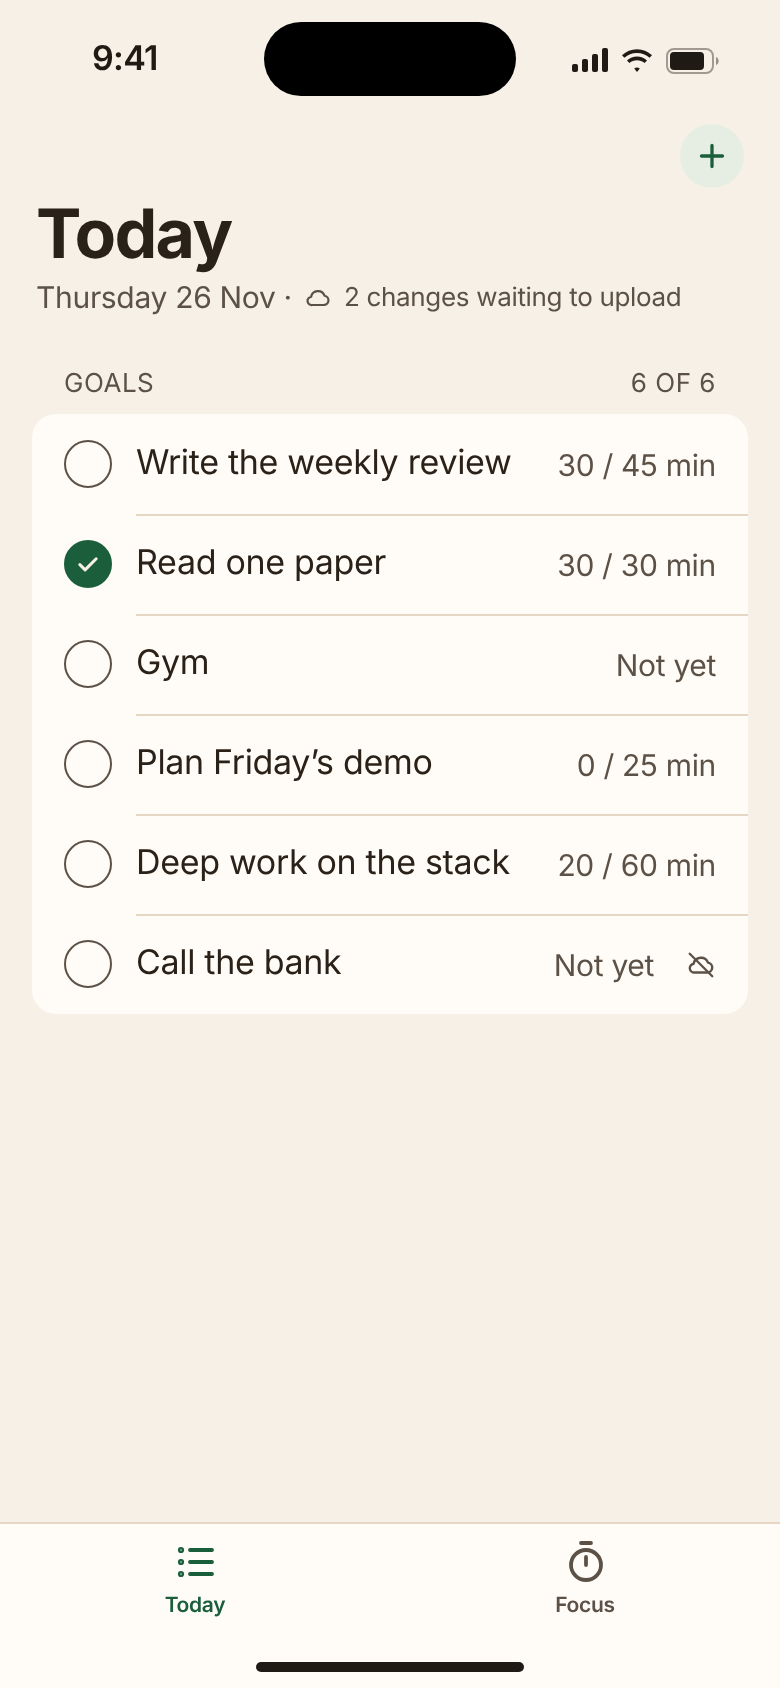 9:41
Today
Thursday 26 Nov · 2 changes waiting to upload
GOALS 6 OF 6
Write the weekly review 30 / 45 min
Read one paper 30 / 30 min
Gym Not yet
Plan Friday’s demo 0 / 25 min
Deep work on the stack 20 / 60 min
Call the bank Not yet
Today Focus